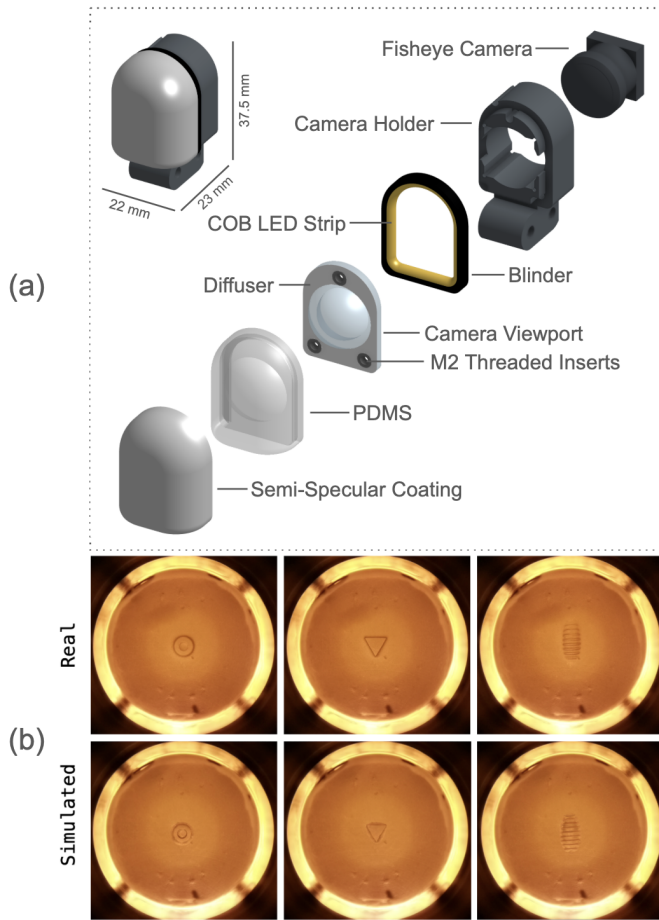 Fisheye Camera
37.5 mm
Camera Holder
23 mm
22 mm
COB LED Strip
Blinder
Diffuser
(a)
Camera Viewport
M2 Threaded Inserts
PDMS
Semi-Specular Coating
Real
(b)
Simulated